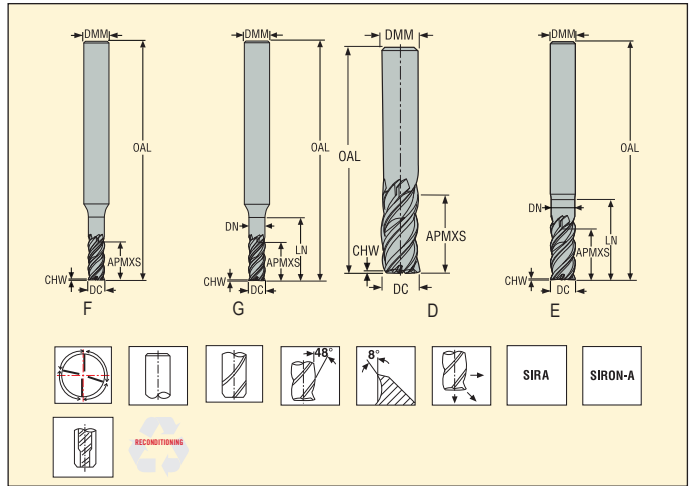 DMM
DMM
DMM
DMM
OAL
OAL
OAL
OAL
DN
LN
APMXS
APMXS
CHW
CHW
DC
DC
F
G
APMXS
CHW
DC
D
DN
LN
APMXS
CHW
DC
E
48°
8°
SIRA
SIRON-A
RECONDITIONING